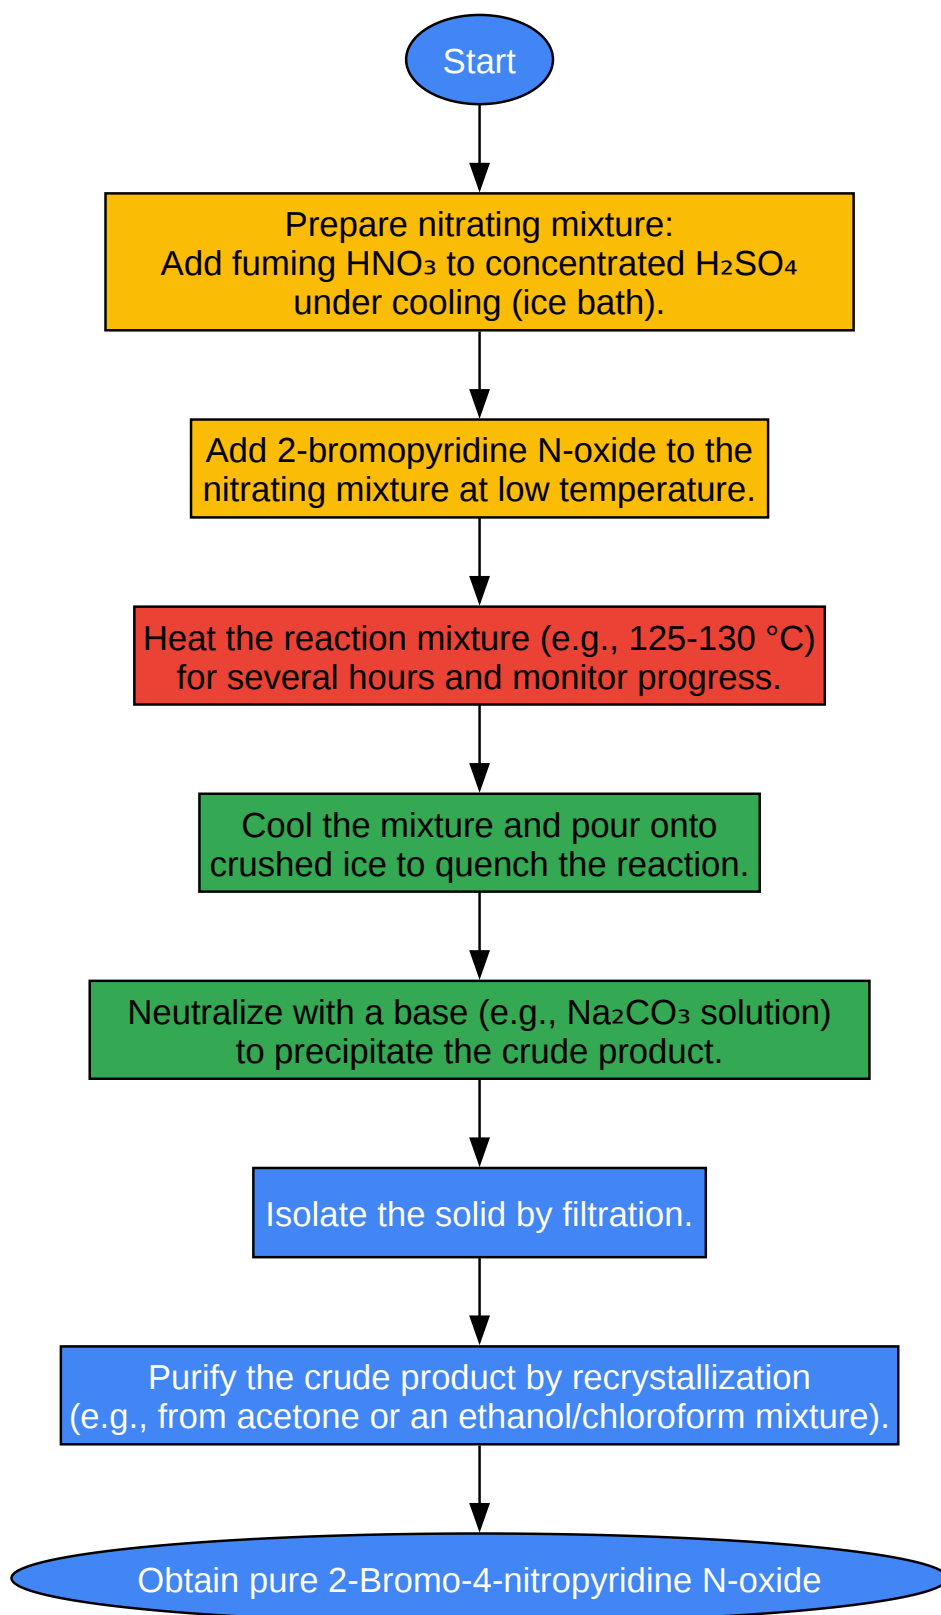 Start
Prepare nitrating mixture:
Add fuming HNO₃ to concentrated H₂SO₄
under cooling (ice bath).
Add 2-bromopyridine N-oxide to the
nitrating mixture at low temperature.
Heat the reaction mixture (e.g., 125-130 °C)
for several hours and monitor progress.
Cool the mixture and pour onto
crushed ice to quench the reaction.
Neutralize with a base (e.g., Na₂CO₃ solution)
to precipitate the crude product.
Isolate the solid by filtration.
Purify the crude product by recrystallization
(e.g., from acetone or an ethanol/chloroform mixture).
Obtain pure 2-Bromo-4-nitropyridine N-oxide